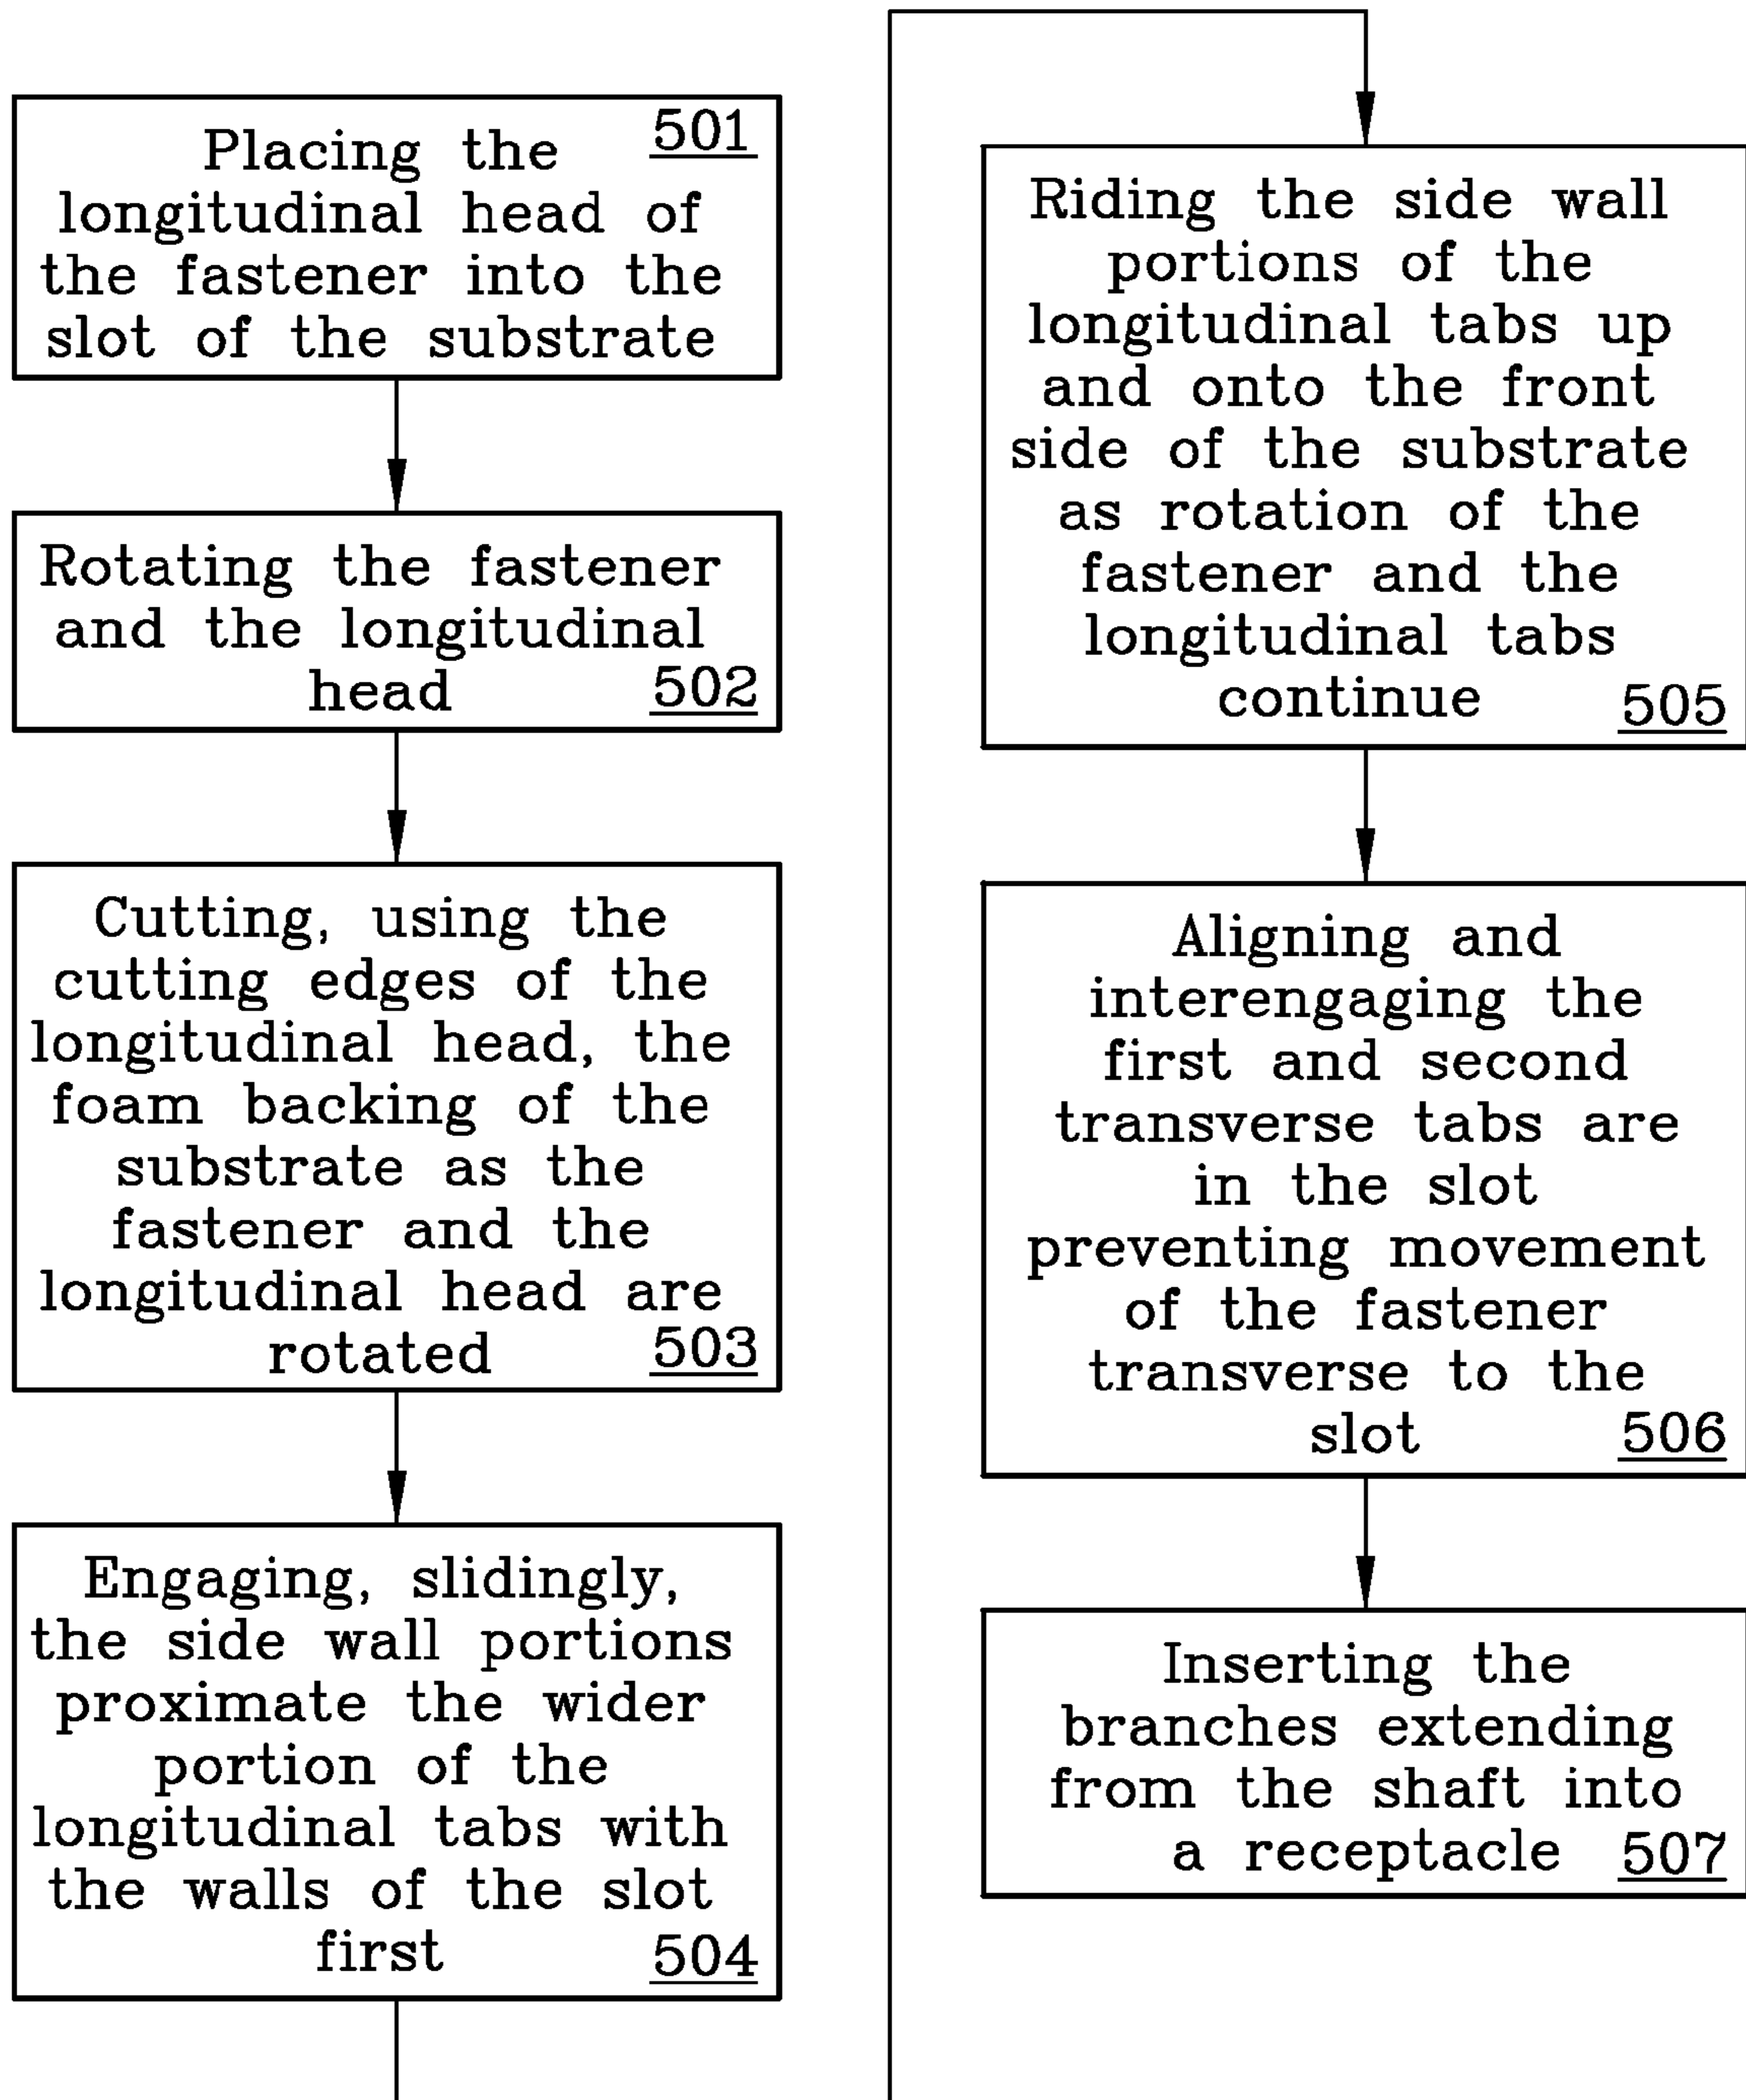 Placing the 501
longitudinal head of
the fastener into the
slot of the substrate
Rotating the fastener
and the longitudinal
head 502
Cutting, using the
cutting edges of the
longitudinal head, the
foam backing of the
substrate as the
fastener and the
longitudinal head are
rotated 503
Engaging, slidingly,
the side wall portions
proximate the wider
portion of the
longitudinal tabs with
the walls of the slot
first 504
Riding the side wall
portions of the
longitudinal tabs up
and onto the front
side of the substrate
as rotation of the
fastener and the
longitudinal tabs
continue 505
Aligning and
interengaging the
first and second
transverse tabs are
in the slot
preventing movement
of the fastener
transverse to the
slot 506
Inserting the
branches extending
from the shaft into
a receptacle 507